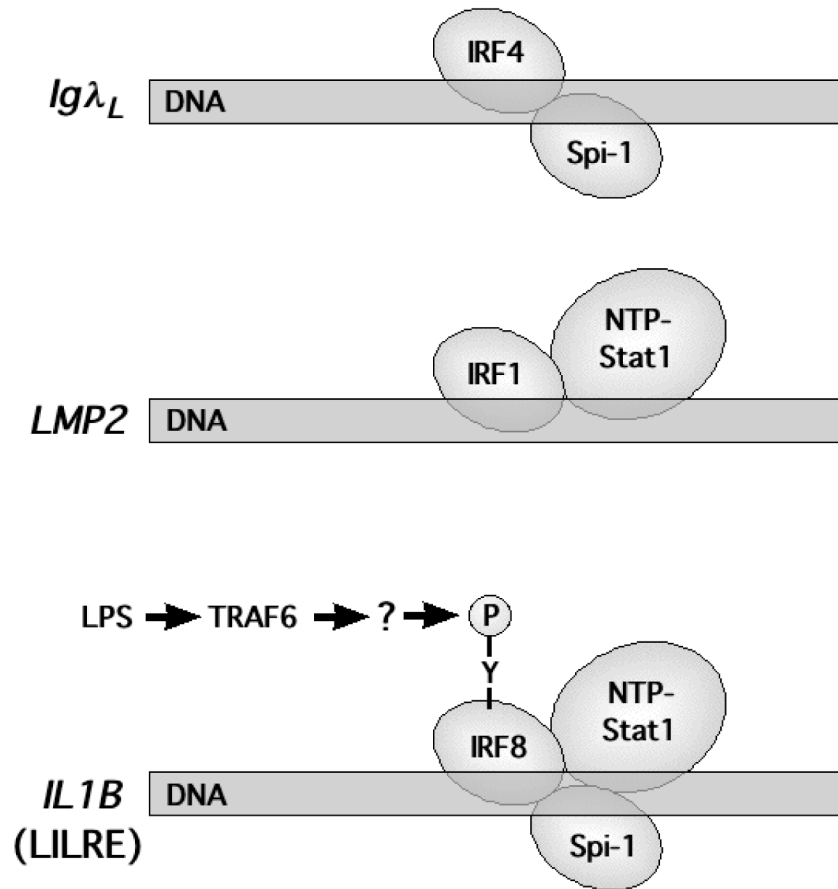 IRF4
IgλL DNA
Spi-1
NTP-
Stat1
IRF1
LMP2 DNA
LPS TRAF6 ? P
Y
NTP-
Stat1
IRF8
IL1B DNA
(LILRE)
Spi-1